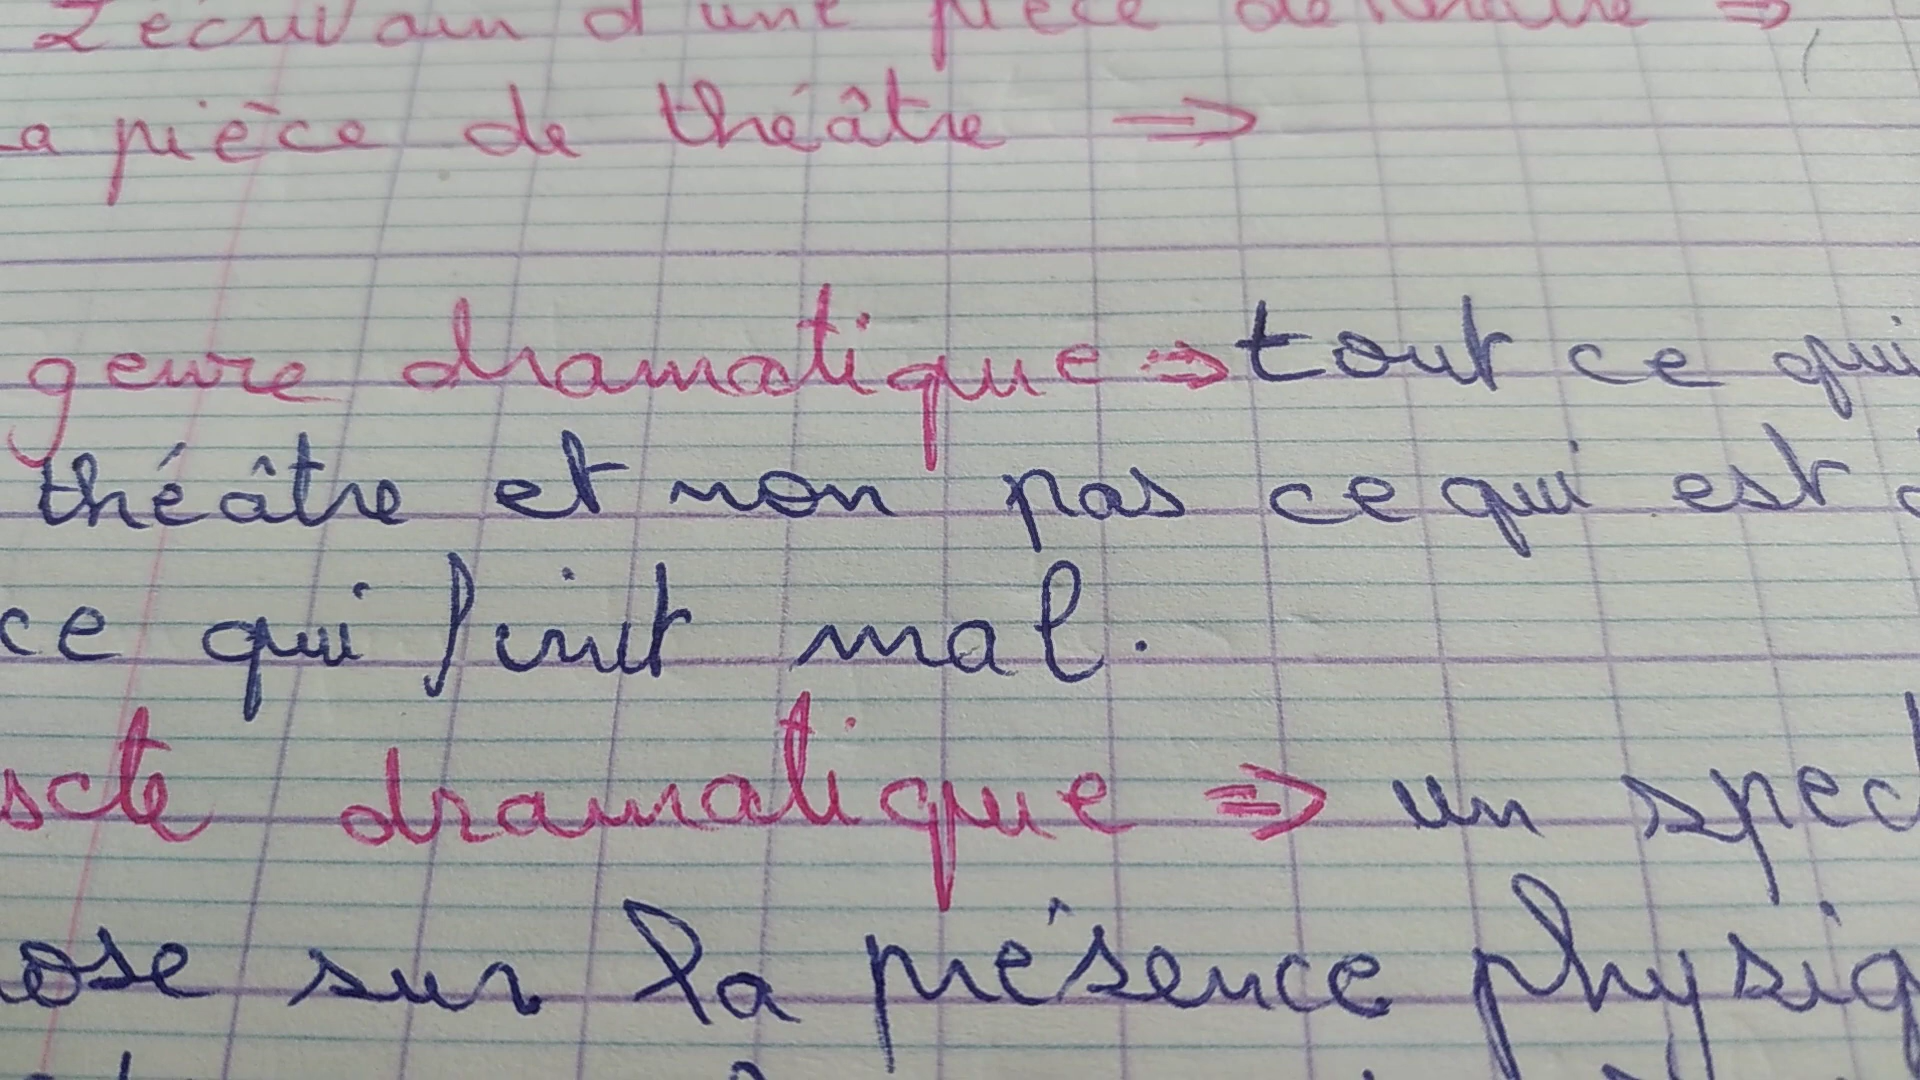 L'écrivain d'une pièce de théâtre ⇒
a pièce de théâtre ⇒
genre dramatique ⇒ tout ce qui
théâtre et non pas ce qui est
ce qui finit mal.
dramatique ⇒ un spec
ose sur la présence physiq